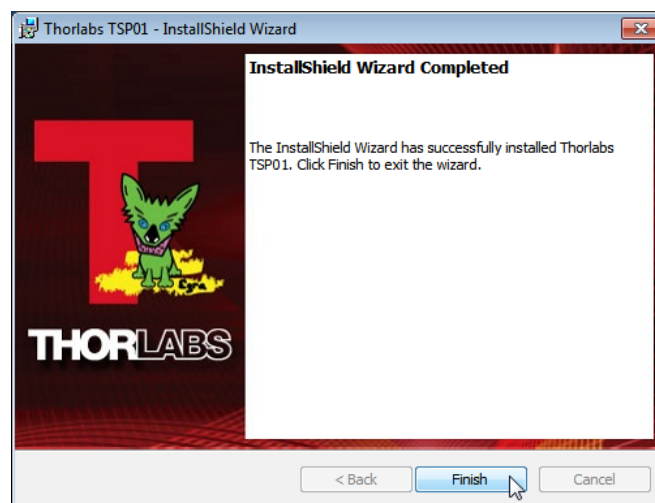 Thorlabs TSP01 - InstallShield Wizard
InstallShield Wizard Completed
The InstallShield Wizard has successfully installed Thorlabs
TSP01. Click Finish to exit the wizard.
T
THORLABS
< Back
Finish
Cancel